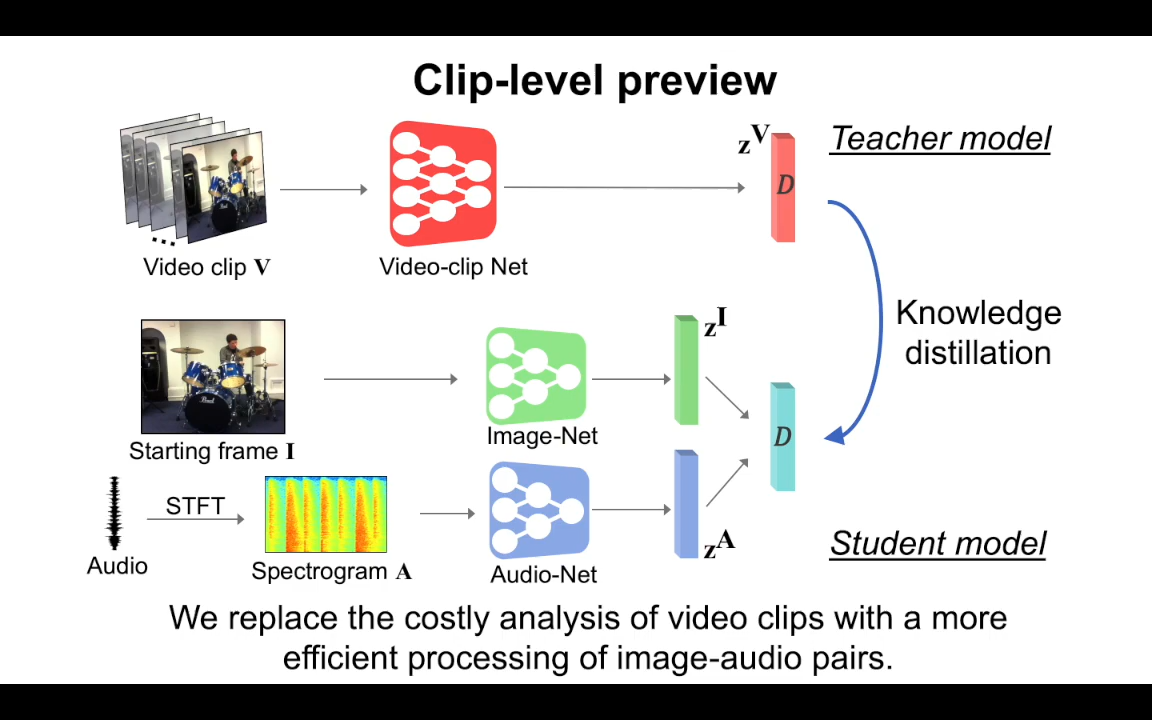 Clip-level preview
z^V
Teacher model
D
Video clip V
Video-clip Net
z^I
Knowledge
distillation
D
Image-Net
Starting frame I
STFT
z^A
Student model
Audio
Spectrogram A
Audio-Net
We replace the costly analysis of video clips with a more
efficient processing of image-audio pairs.